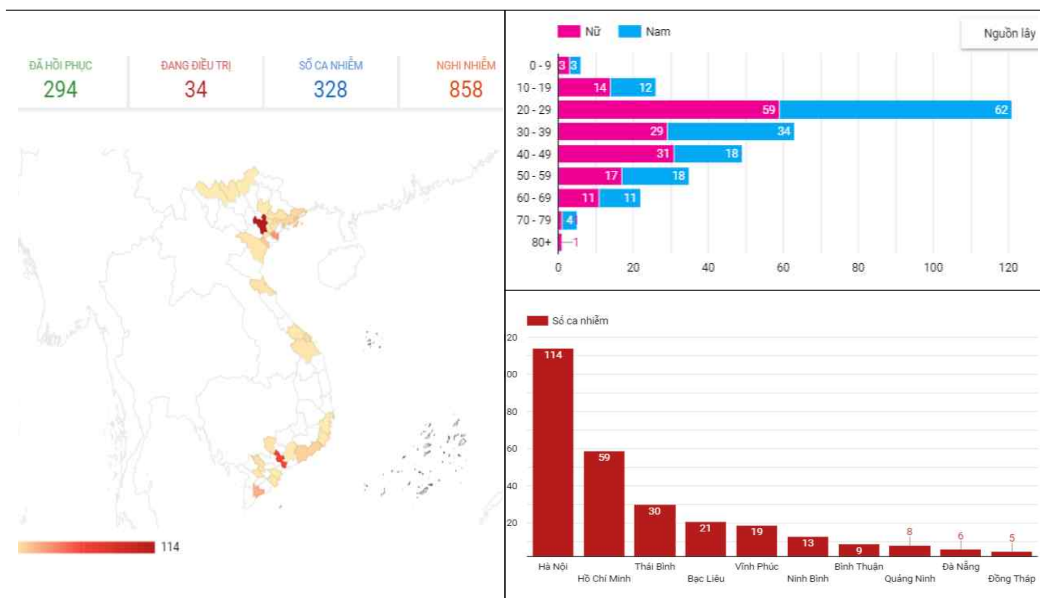 ĐÃ HỒI PHỤC
294
ĐANG ĐIỀU TRỊ
34
SỐ CA NHIỄM
328
NGHI NHIỄM
858
114
Nữ
Nam
Nguồn lây
0 - 9
3
3
10 - 19
14
12
20 - 29
59
62
30 - 39
29
34
40 - 49
31
18
50 - 59
17
18
60 - 69
11
11
70 - 79
4
80+
1
0
20
40
60
80
100
120
Số ca nhiễm
20
00
80
60
40
20
114
59
30
21
19
13
9
8
6
5
Hà Nội
Hồ Chí Minh
Thái Bình
Bạc Liêu
Vĩnh Phúc
Ninh Bình
Bình Thuận
Quảng Ninh
Đà Nẵng
Đồng Tháp